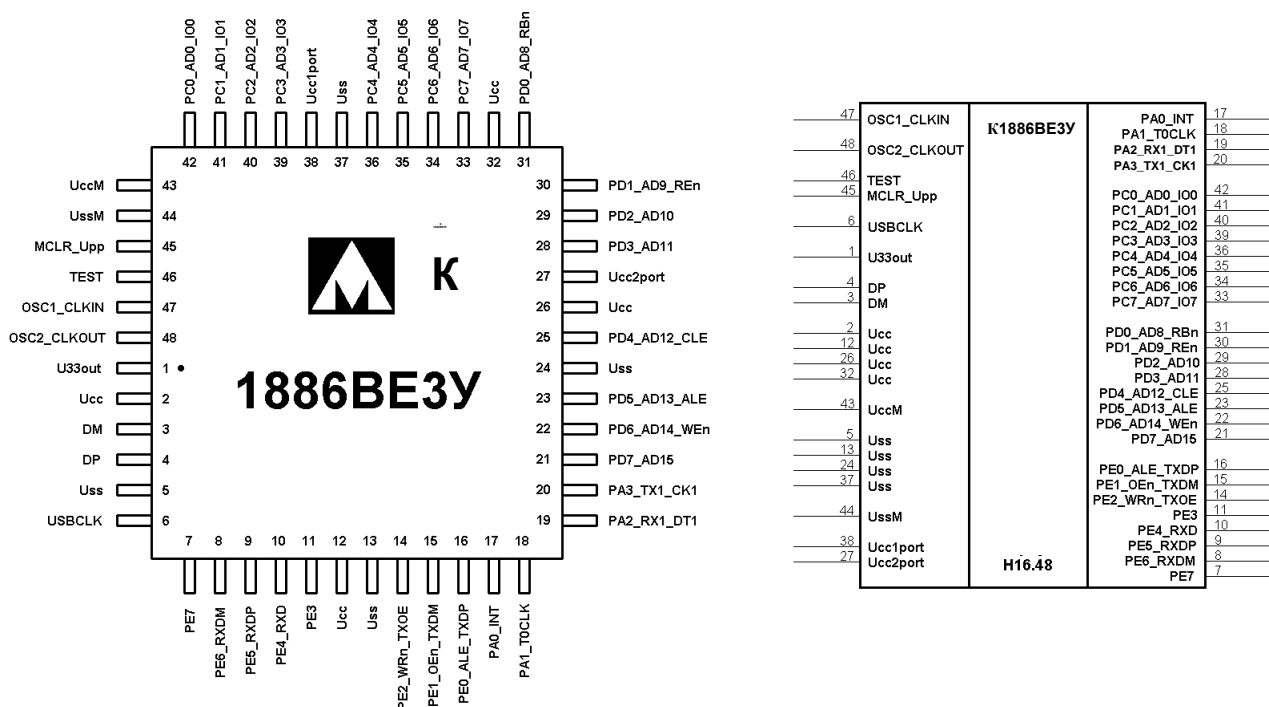 PC0_AD0_IO0
PC1_AD1_IO1
PC2_AD2_IO2
PC3_AD3_IO3
Ucc1port
Uss
PC4_AD4_IO4
PC5_AD5_IO5
PC6_AD6_IO6
PC7_AD7_IO7
Ucc
PD0_AD8_RBn
42 41 40 39 38 37 36 35 34 33 32 31
UccM 43
UssM 44
MCLR_Upp 45
TEST 46
OSC1_CLKIN 47
OSC2_CLKOUT 48
U33out 1
Ucc 2
DM 3
DP 4
Uss 5
USBCLK 6
К
1886ВЕ3У
30 PD1_AD9_REn
29 PD2_AD10
28 PD3_AD11
27 Ucc2port
26 Ucc
25 PD4_AD12_CLE
24 Uss
23 PD5_AD13_ALE
22 PD6_AD14_WEn
21 PD7_AD15
20 PA3_TX1_CK1
19 PA2_RX1_DT1
7 8 9 10 11 12 13 14 15 16 17 18
PE7
PE6_RXDM
PE5_RXDP
PE4_RXD
PE3
Ucc
Uss
PE2_WRn_TXOE
PE1_OEn_TXDM
PE0_ALE_TXDP
PA0_INT
PA1_T0CLK
47 OSC1_CLKIN
48 OSC2_CLKOUT
46 TEST
45 MCLR_Upp
6 USBCLK
1 U33out
4 DP
3 DM
2 Ucc
12 Ucc
26 Ucc
32 Ucc
43 UccM
5 Uss
13 Uss
24 Uss
37 Uss
44 UssM
38 Ucc1port
27 Ucc2port
К1886ВЕ3У
Н16.48
PA0_INT 17
PA1_T0CLK 18
PA2_RX1_DT1 19
PA3_TX1_CK1 20
PC0_AD0_IO0 42
PC1_AD1_IO1 41
PC2_AD2_IO2 40
PC3_AD3_IO3 39
PC4_AD4_IO4 36
PC5_AD5_IO5 35
PC6_AD6_IO6 34
PC7_AD7_IO7 33
PD0_AD8_RBn 31
PD1_AD9_REn 30
PD2_AD10 29
PD3_AD11 28
PD4_AD12_CLE 25
PD5_AD13_ALE 23
PD6_AD14_WEn 22
PD7_AD15 21
PE0_ALE_TXDP 16
PE1_OEn_TXDM 15
PE2_WRn_TXOE 14
PE3 11
PE4_RXD 10
PE5_RXDP 9
PE6_RXDM 8
PE7 7